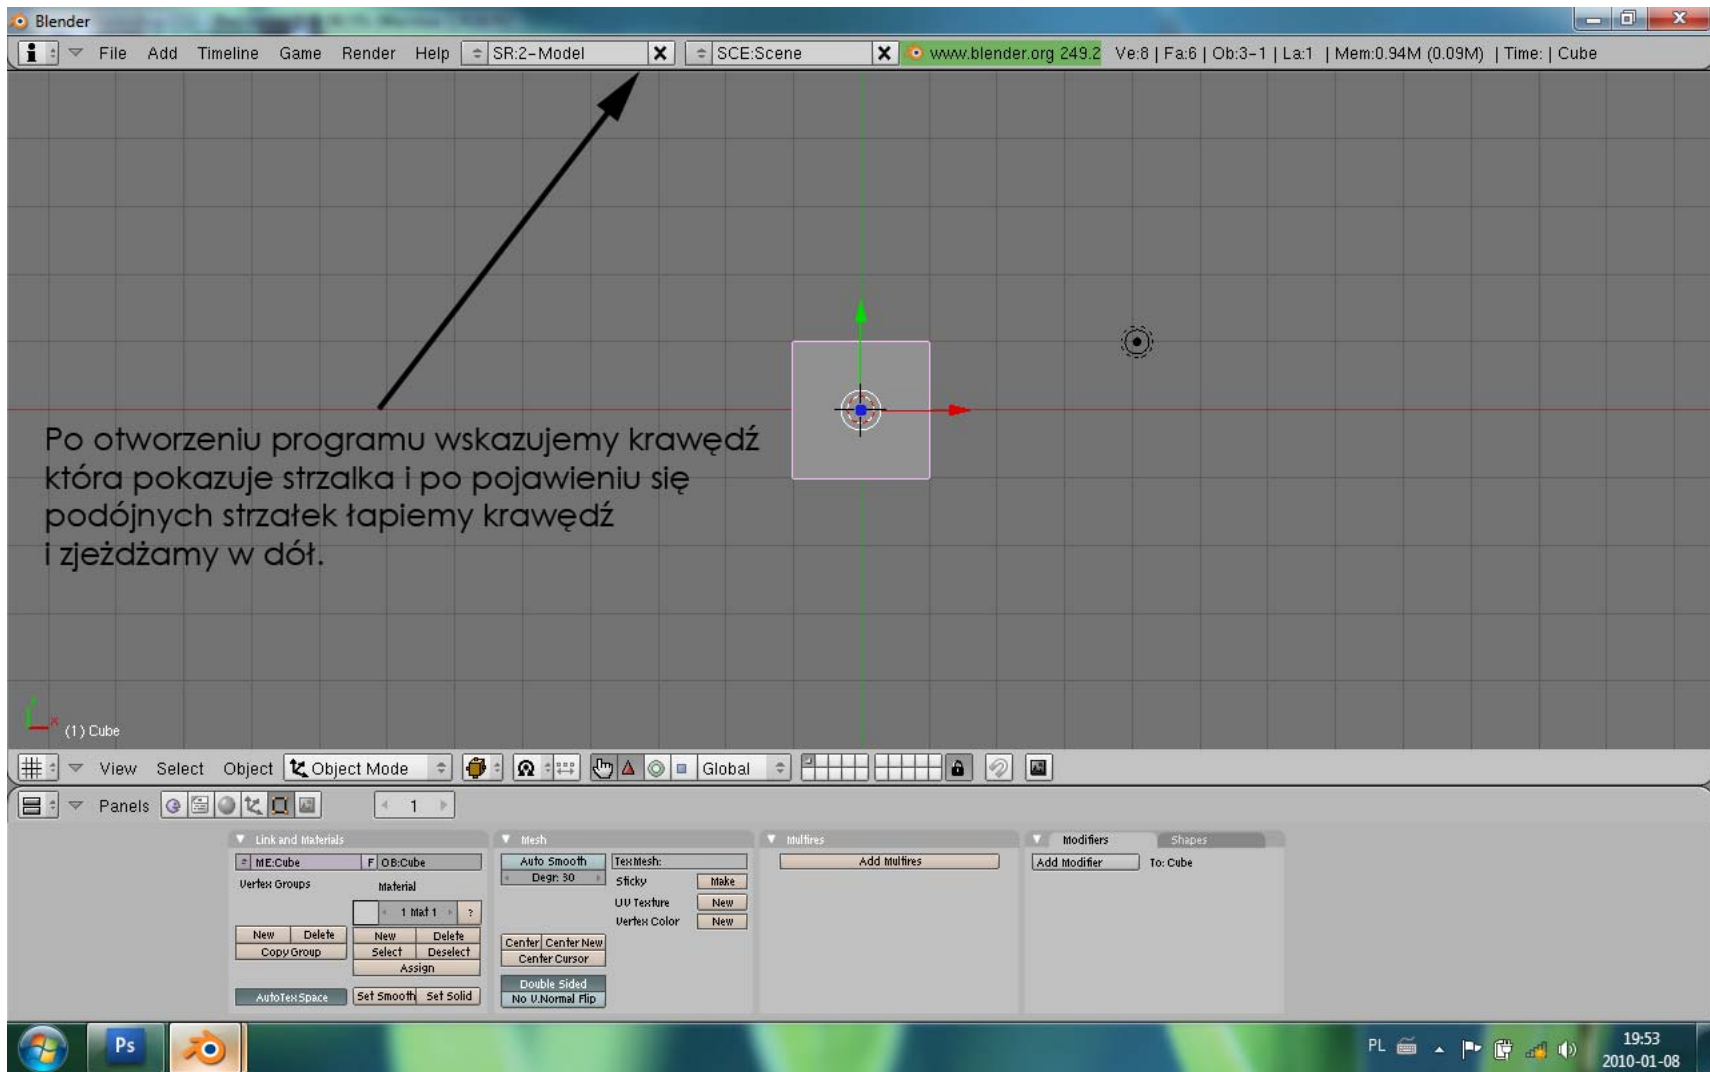 Blender
File Add Timeline Game Render Help SR:2-Model X SCE:Scene X www.blender.org 249.2 Ve:8 | Fa:6 | Ob:3-1 | La:1 | Mem:0.94M (0.09M) | Time: | Cube
Po otworzeniu programu wskazujemy krawędź
która pokazuje strzalka i po pojawieniu się
podójnych strzałek łapiemy krawędź
i zjeżdżamy w dół.
y
x
(1) Cube
View Select Object Object Mode Global
Panels 1
Link and Materials Mesh Multires Modifiers Shapes
ME:Cube F OB:Cube Auto Smooth TexMesh: Add Multires Add Modifier To: Cube
Degr: 30 Sticky Make
Vertex Groups Material
UV Texture New
1 Mat 1 ?
Vertex Color New
New Delete New Delete Center Center New
Copy Group Select Deselect Center Cursor
Assign
Double Sided
AutoTexSpace Set Smooth Set Solid No V.Normal Flip
Ps PL 19:53
2010-01-08